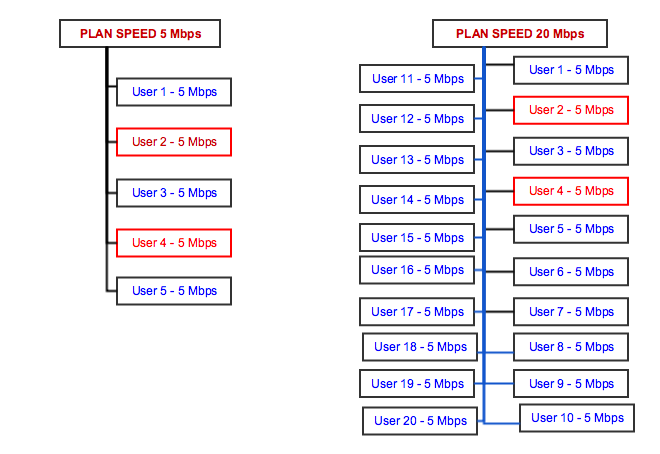 PLAN SPEED 5 Mbps
User 1 - 5 Mbps
User 2 - 5 Mbps
User 3 - 5 Mbps
User 4 - 5 Mbps
User 5 - 5 Mbps
PLAN SPEED 20 Mbps
User 11 - 5 Mbps
User 12 - 5 Mbps
User 13 - 5 Mbps
User 14 - 5 Mbps
User 15 - 5 Mbps
User 16 - 5 Mbps
User 17 - 5 Mbps
User 18 - 5 Mbps
User 19 - 5 Mbps
User 20 - 5 Mbps
User 1 - 5 Mbps
User 2 - 5 Mbps
User 3 - 5 Mbps
User 4 - 5 Mbps
User 5 - 5 Mbps
User 6 - 5 Mbps
User 7 - 5 Mbps
User 8 - 5 Mbps
User 9 - 5 Mbps
User 10 - 5 Mbps